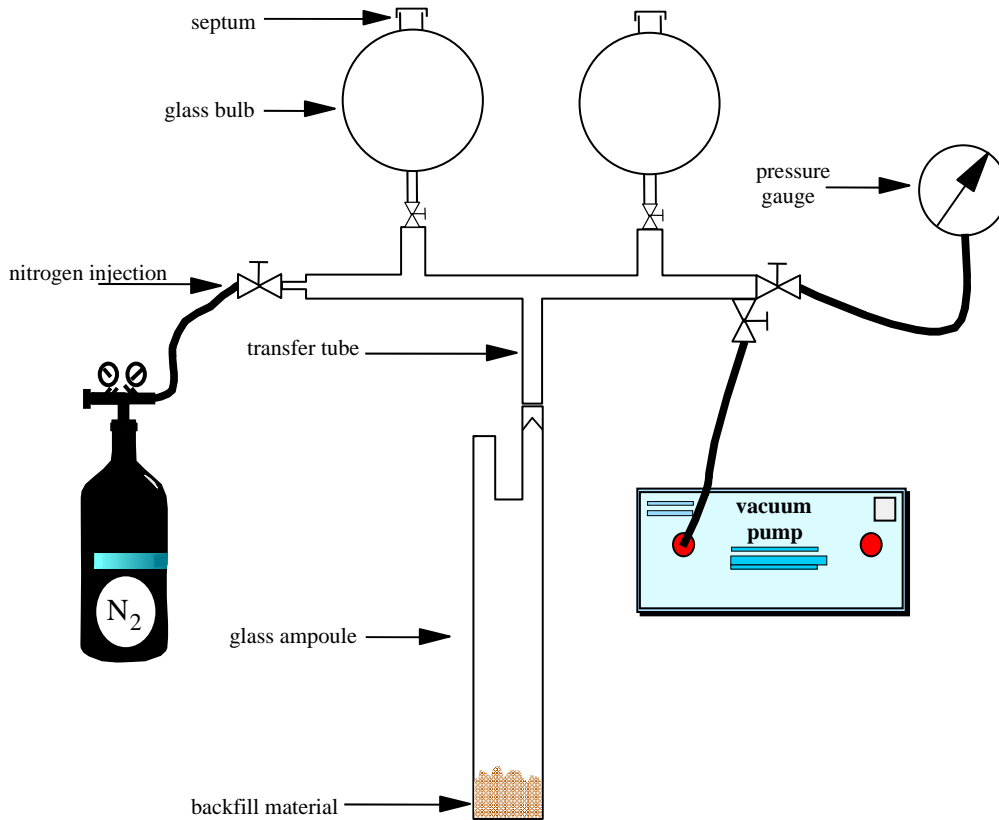 septum
glass bulb
pressure
gauge
nitrogen injection
transfer tube
vacuum
pump
N2
glass ampoule
backfill material